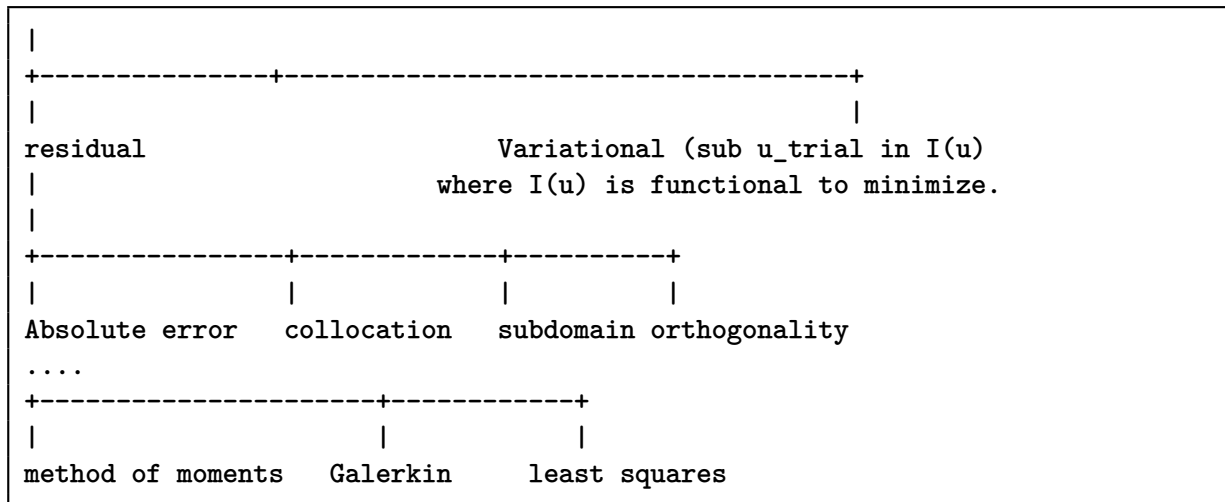 |
+---------------+-------------------------------------+
|                                                     |
residual                       Variational (sub u_trial in I(u)
|                          where I(u) is functional to minimize.
|
+----------------+-------------+----------+
|                |             |          |
Absolute error   collocation   subdomain orthogonality
....
+----------------------+------------+
|                      |            |
method of moments   Galerkin     least squares